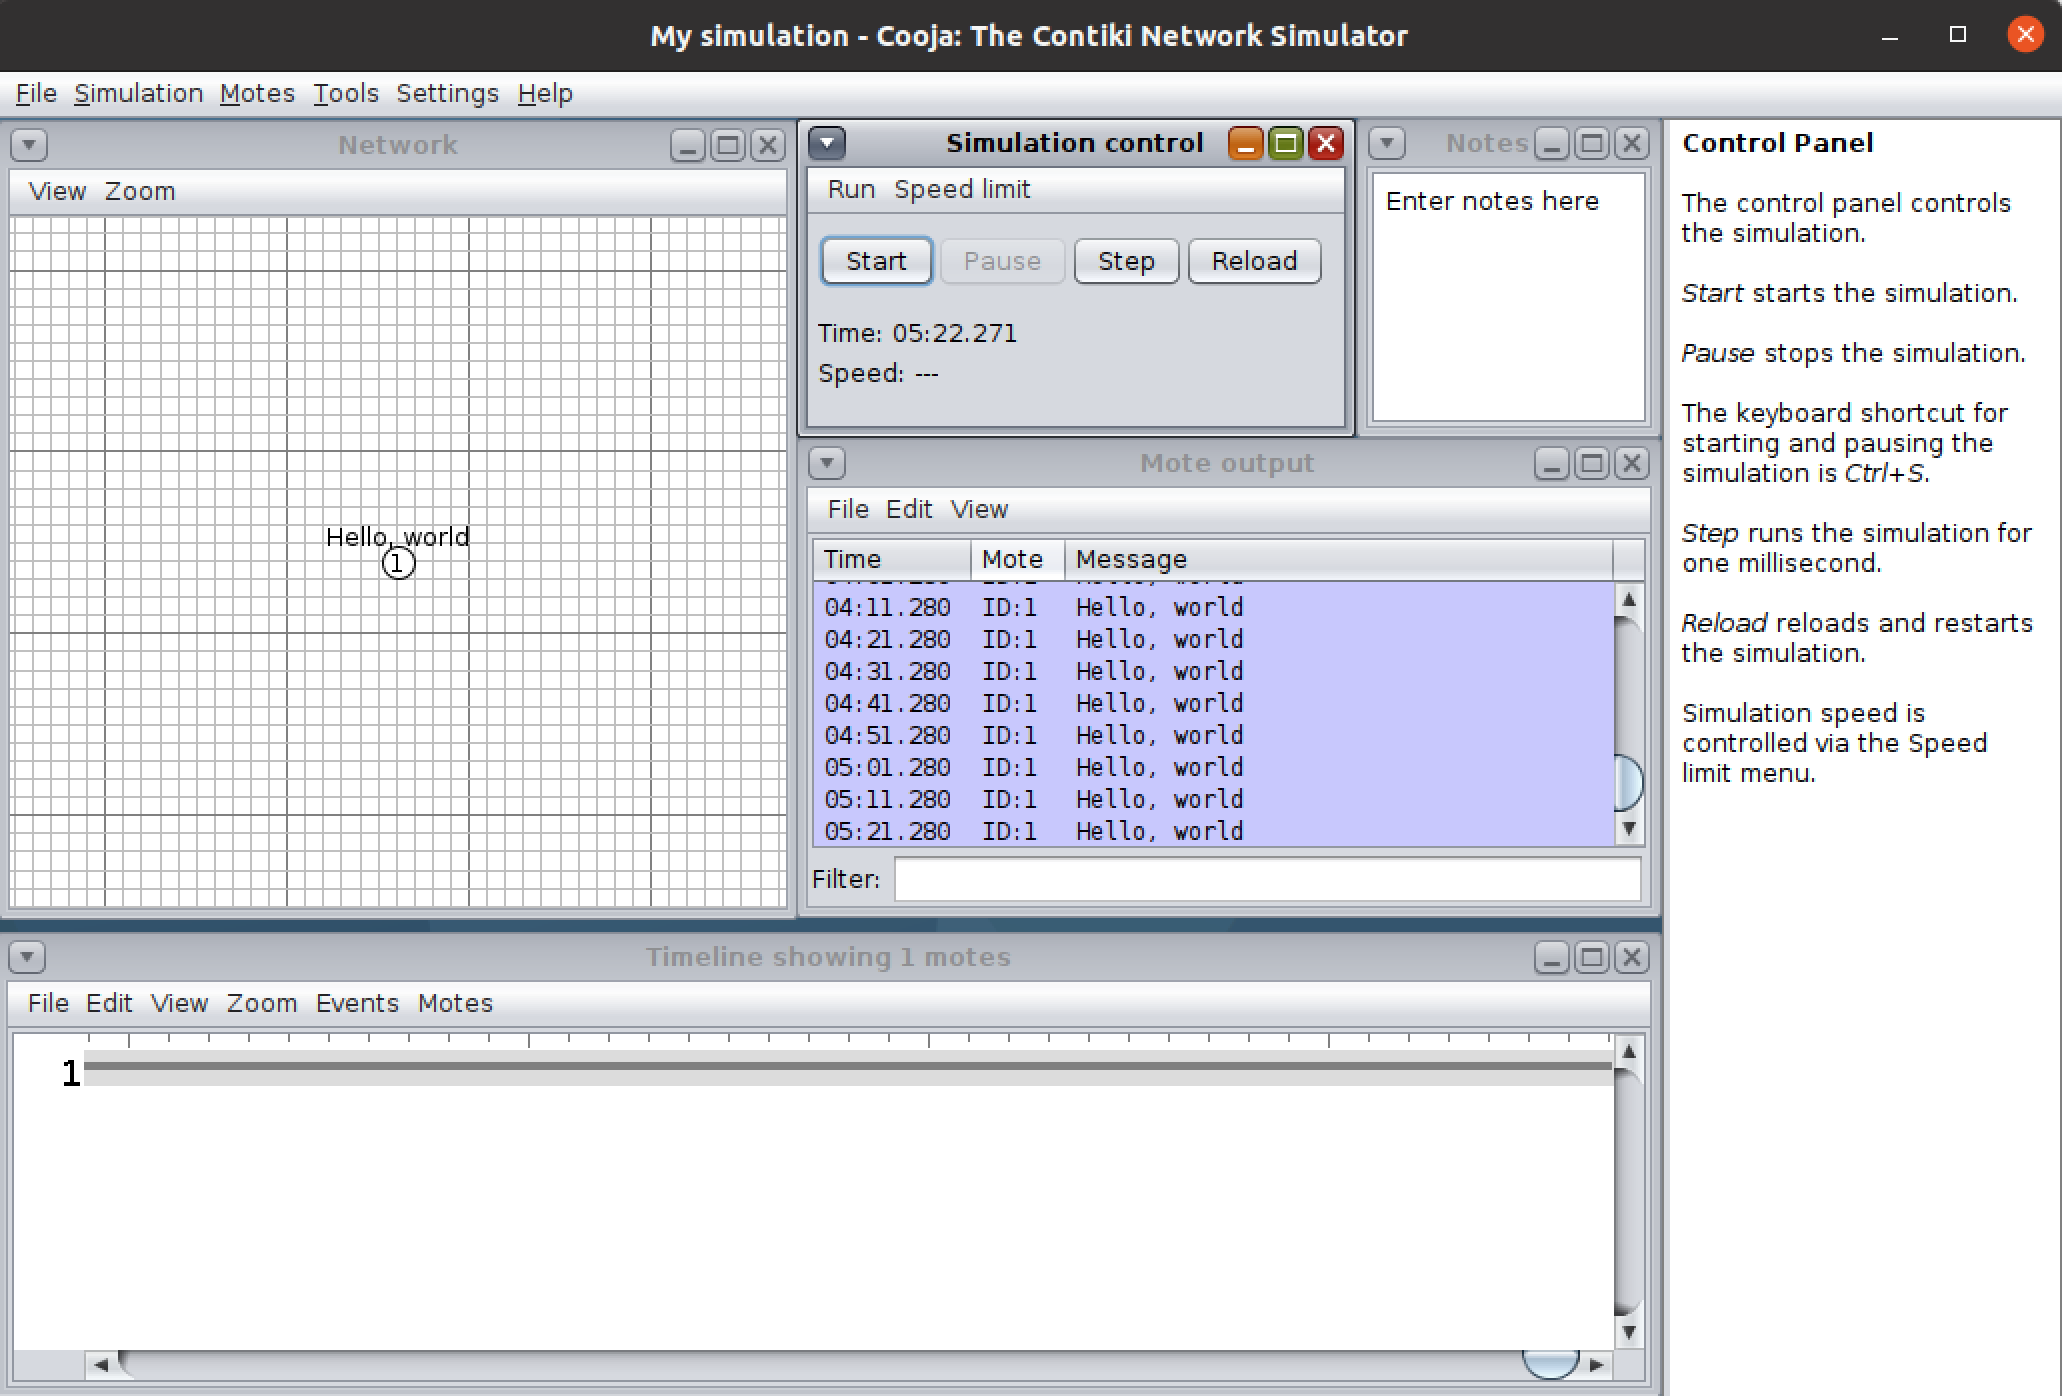 My simulation - Cooja: The Contiki Network Simulator
File Simulation Motes Tools Settings Help
Network
View Zoom
Hello, world
1
Simulation control
Run Speed limit
Start Pause Step Reload
Time: 05:22.271
Speed: ---
Notes
Enter notes here
Mote output
File Edit View
Time Mote Message
04:11.280 ID:1 Hello, world
04:21.280 ID:1 Hello, world
04:31.280 ID:1 Hello, world
04:41.280 ID:1 Hello, world
04:51.280 ID:1 Hello, world
05:01.280 ID:1 Hello, world
05:11.280 ID:1 Hello, world
05:21.280 ID:1 Hello, world
Filter:
Timeline showing 1 motes
File Edit View Zoom Events Motes
1
Control Panel
The control panel controls
the simulation.
Start starts the simulation.
Pause stops the simulation.
The keyboard shortcut for
starting and pausing the
simulation is Ctrl+S.
Step runs the simulation for
one millisecond.
Reload reloads and restarts
the simulation.
Simulation speed is
controlled via the Speed
limit menu.